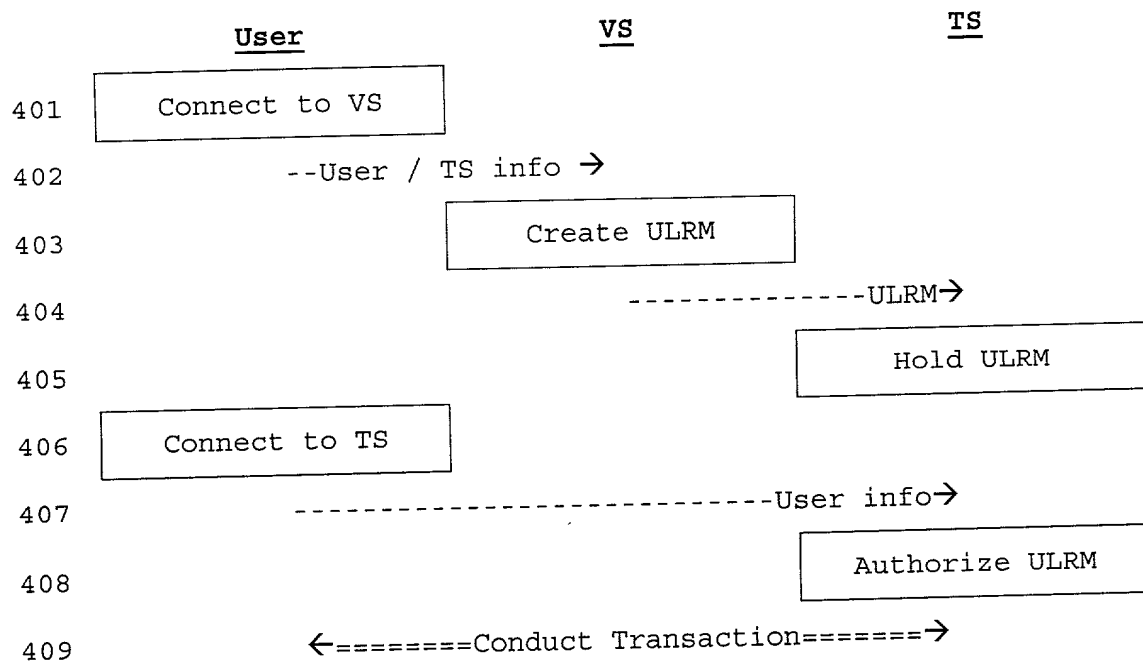 User VS TS
401 Connect to VS
402 --User / TS info →
403 Create ULRM
404 -------------ULRM→
405 Hold ULRM
406 Connect to TS
407 --------------------------User info→
408 Authorize ULRM
409 ←========Conduct Transaction=======→